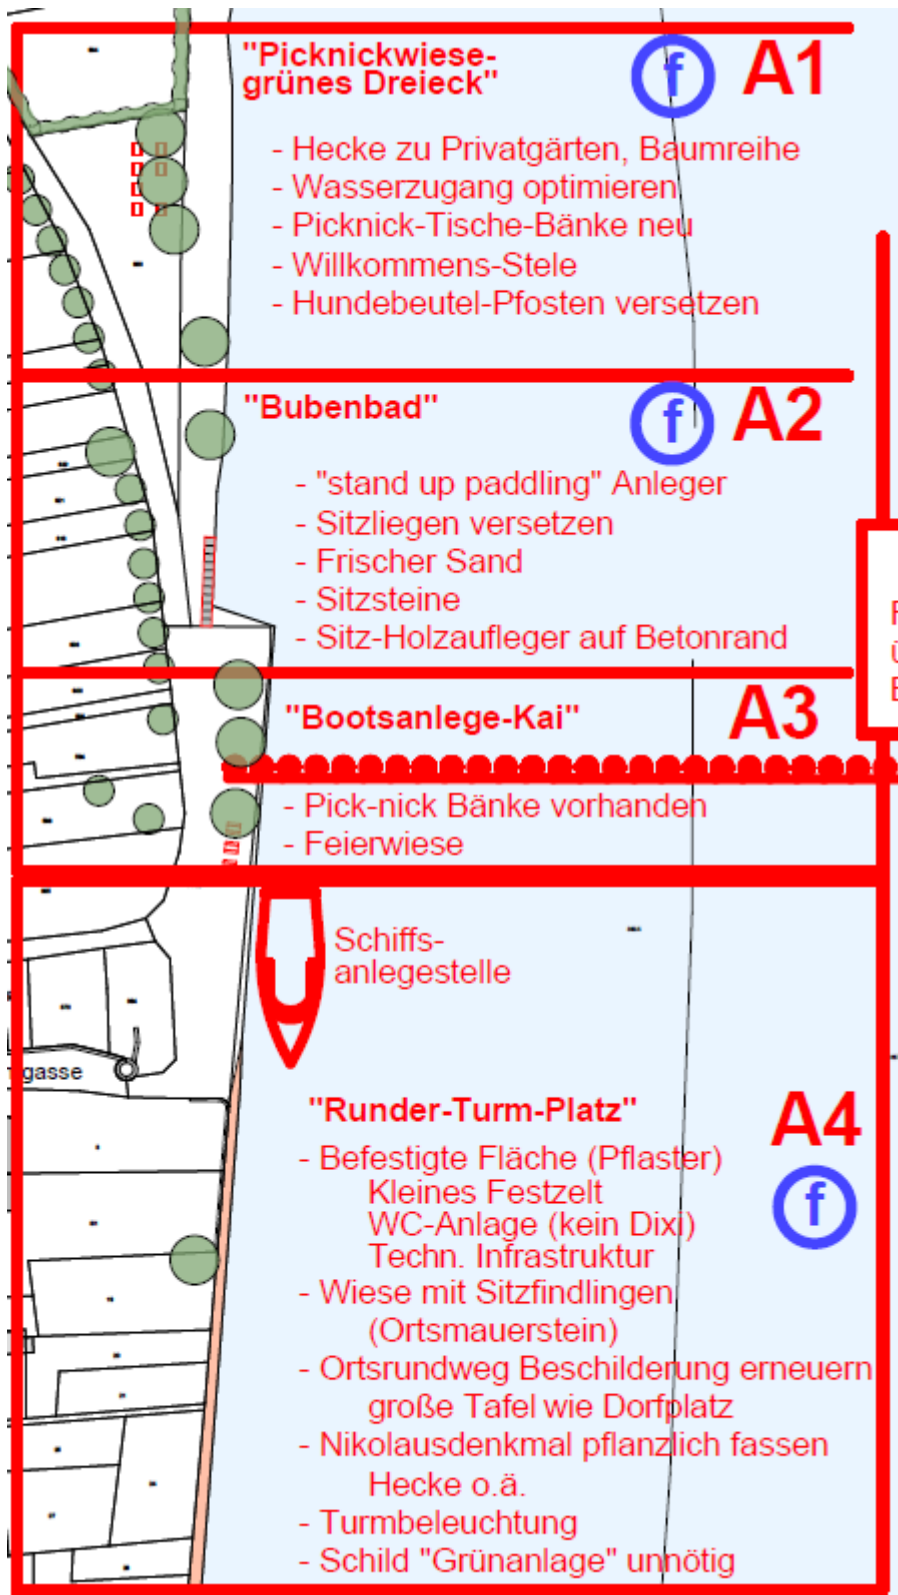 "Picknickwiese-
grünes Dreieck"
f
A1
- Hecke zu Privatgärten, Baumreihe
- Wasserzugang optimieren
- Picknick-Tische-Bänke neu
- Willkommens-Stele
- Hundebeutel-Pfosten versetzen
"Bubenbad"
f
A2
- "stand up paddling" Anleger
- Sitzliegen versetzen
- Frischer Sand
- Sitzsteine
- Sitz-Holzaufleger auf Betonrand
"Bootsanlege-Kai"
A3
- Pick-nick Bänke vorhanden
- Feierwiese
Schiffs-
anlegestelle
gasse
"Runder-Turm-Platz"
A4
f
- Befestigte Fläche (Pflaster)
Kleines Festzelt
WC-Anlage (kein Dixi)
Techn. Infrastruktur
- Wiese mit Sitzfindlingen
(Ortsmauerstein)
- Ortsrundweg Beschilderung erneuern
große Tafel wie Dorfplatz
- Nikolausdenkmal pflanzlich fassen
Hecke o.ä.
- Turmbeleuchtung
- Schild "Grünanlage" unnötig